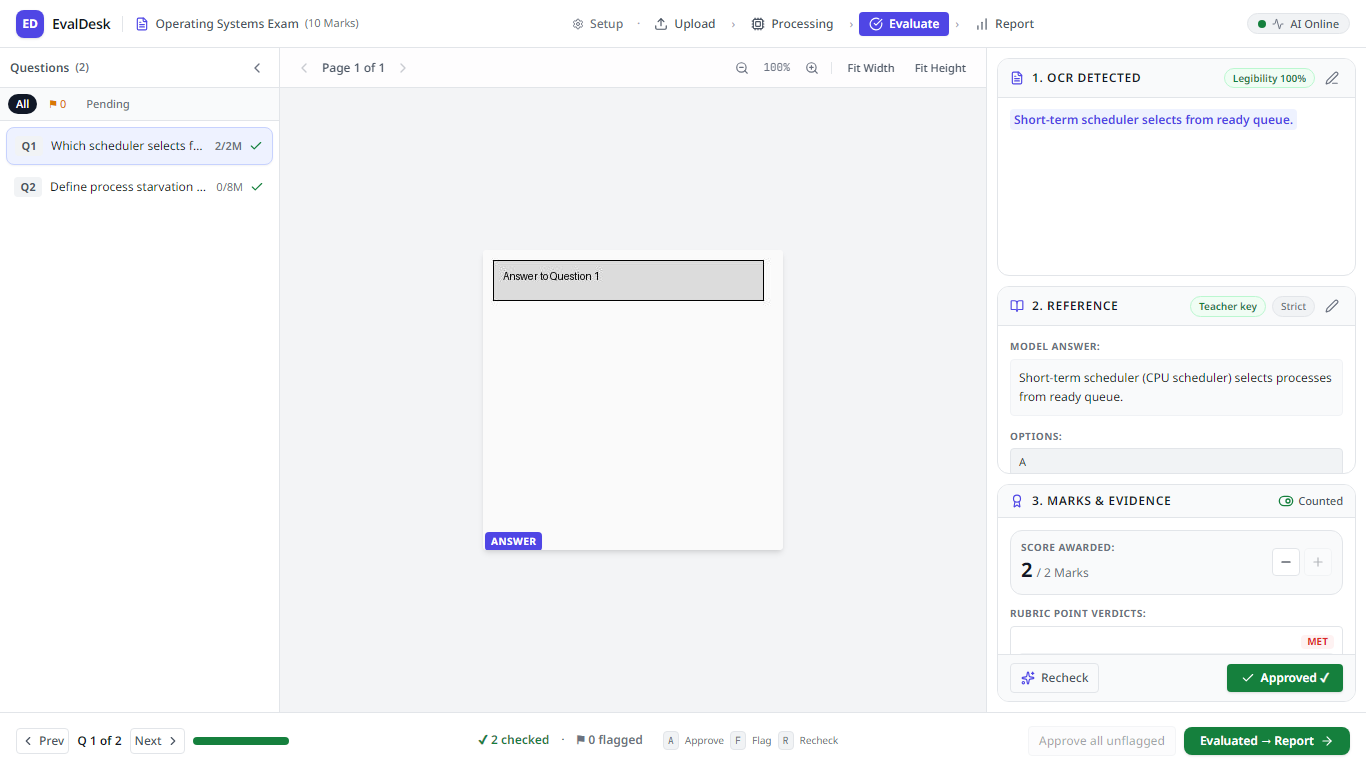 ED EvalDesk Operating Systems Exam (10 Marks) Setup · Upload › Processing › Evaluate › Report AI Online
Questions (2)
All 0 Pending
Q1 Which scheduler selects f... 2/2M
Q2 Define process starvation ... 0/8M
Page 1 of 1 100% Fit Width Fit Height
Answer to Question 1
ANSWER
1. OCR DETECTED Legibility 100%
Short-term scheduler selects from ready queue.
2. REFERENCE Teacher key Strict
MODEL ANSWER:
Short-term scheduler (CPU scheduler) selects processes
from ready queue.
OPTIONS:
A
3. MARKS & EVIDENCE Counted
SCORE AWARDED:
2 / 2 Marks
RUBRIC POINT VERDICTS:
MET
Recheck Approved ✓
Prev Q 1 of 2 Next ✓ 2 checked · ⚑ 0 flagged A Approve F Flag R Recheck Approve all unflagged Evaluated → Report